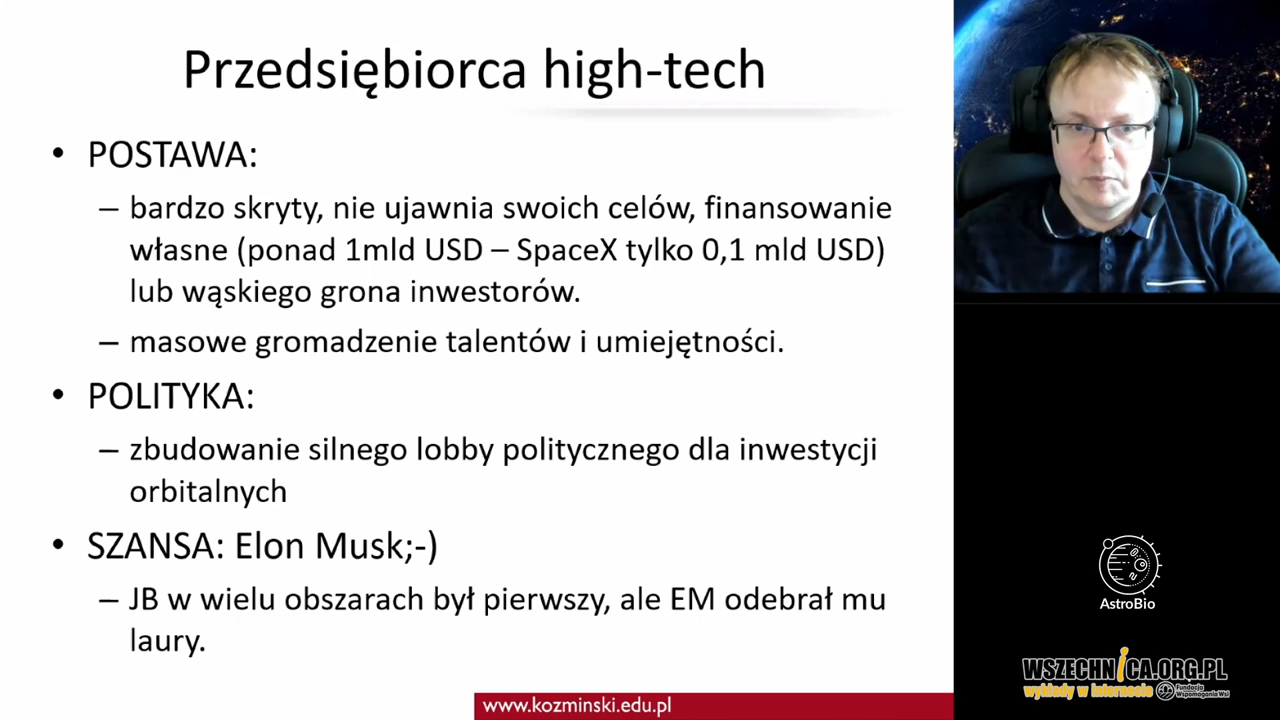 Przedsiębiorca high-tech
• POSTAWA:
– bardzo skryty, nie ujawnia swoich celów, finansowanie
własne (ponad 1mld USD – SpaceX tylko 0,1 mld USD)
lub wąskiego grona inwestorów.
– masowe gromadzenie talentów i umiejętności.
• POLITYKA:
– zbudowanie silnego lobby politycznego dla inwestycji
orbitalnych
• SZANSA: Elon Musk;-)
– JB w wielu obszarach był pierwszy, ale EM odebrał mu
laury.
www.kozminski.edu.pl
AstroBio
WSZECHNICA.ORG.PL
wykłady w internecie
Fundacja
Wspomagania Wsi